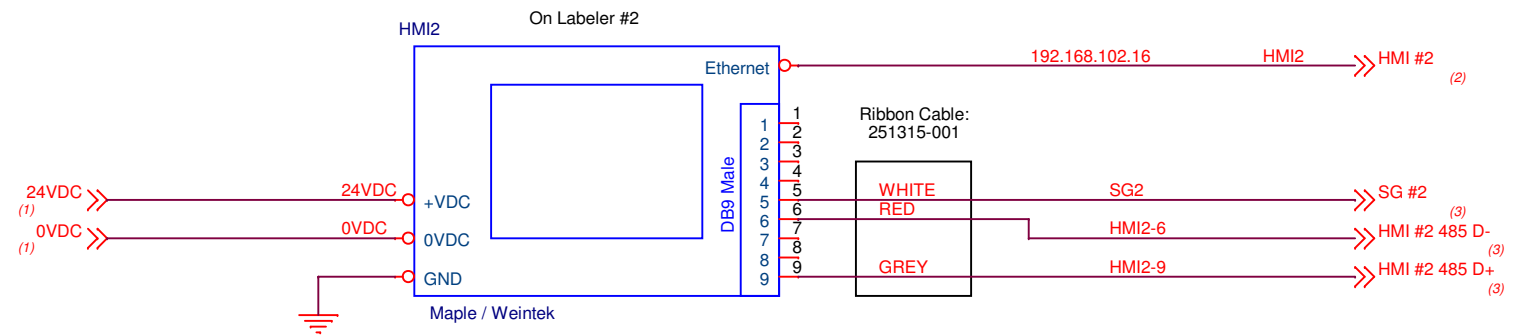 On Labeler #2
HMI2
Ethernet
192.168.102.16
HMI2
HMI #2
(2)
Ribbon Cable:
251315-001
DB9 Male
1
2
3
4
5
6
7
8
9
1
2
3
4
5
6
7
8
9
24VDC
(1)
24VDC
+VDC
WHITE
SG2
SG #2
(3)
RED
0VDC
(1)
0VDC
0VDC
HMI2-6
HMI #2 485 D-
(3)
GND
GREY
HMI2-9
HMI #2 485 D+
(3)
Maple / Weintek